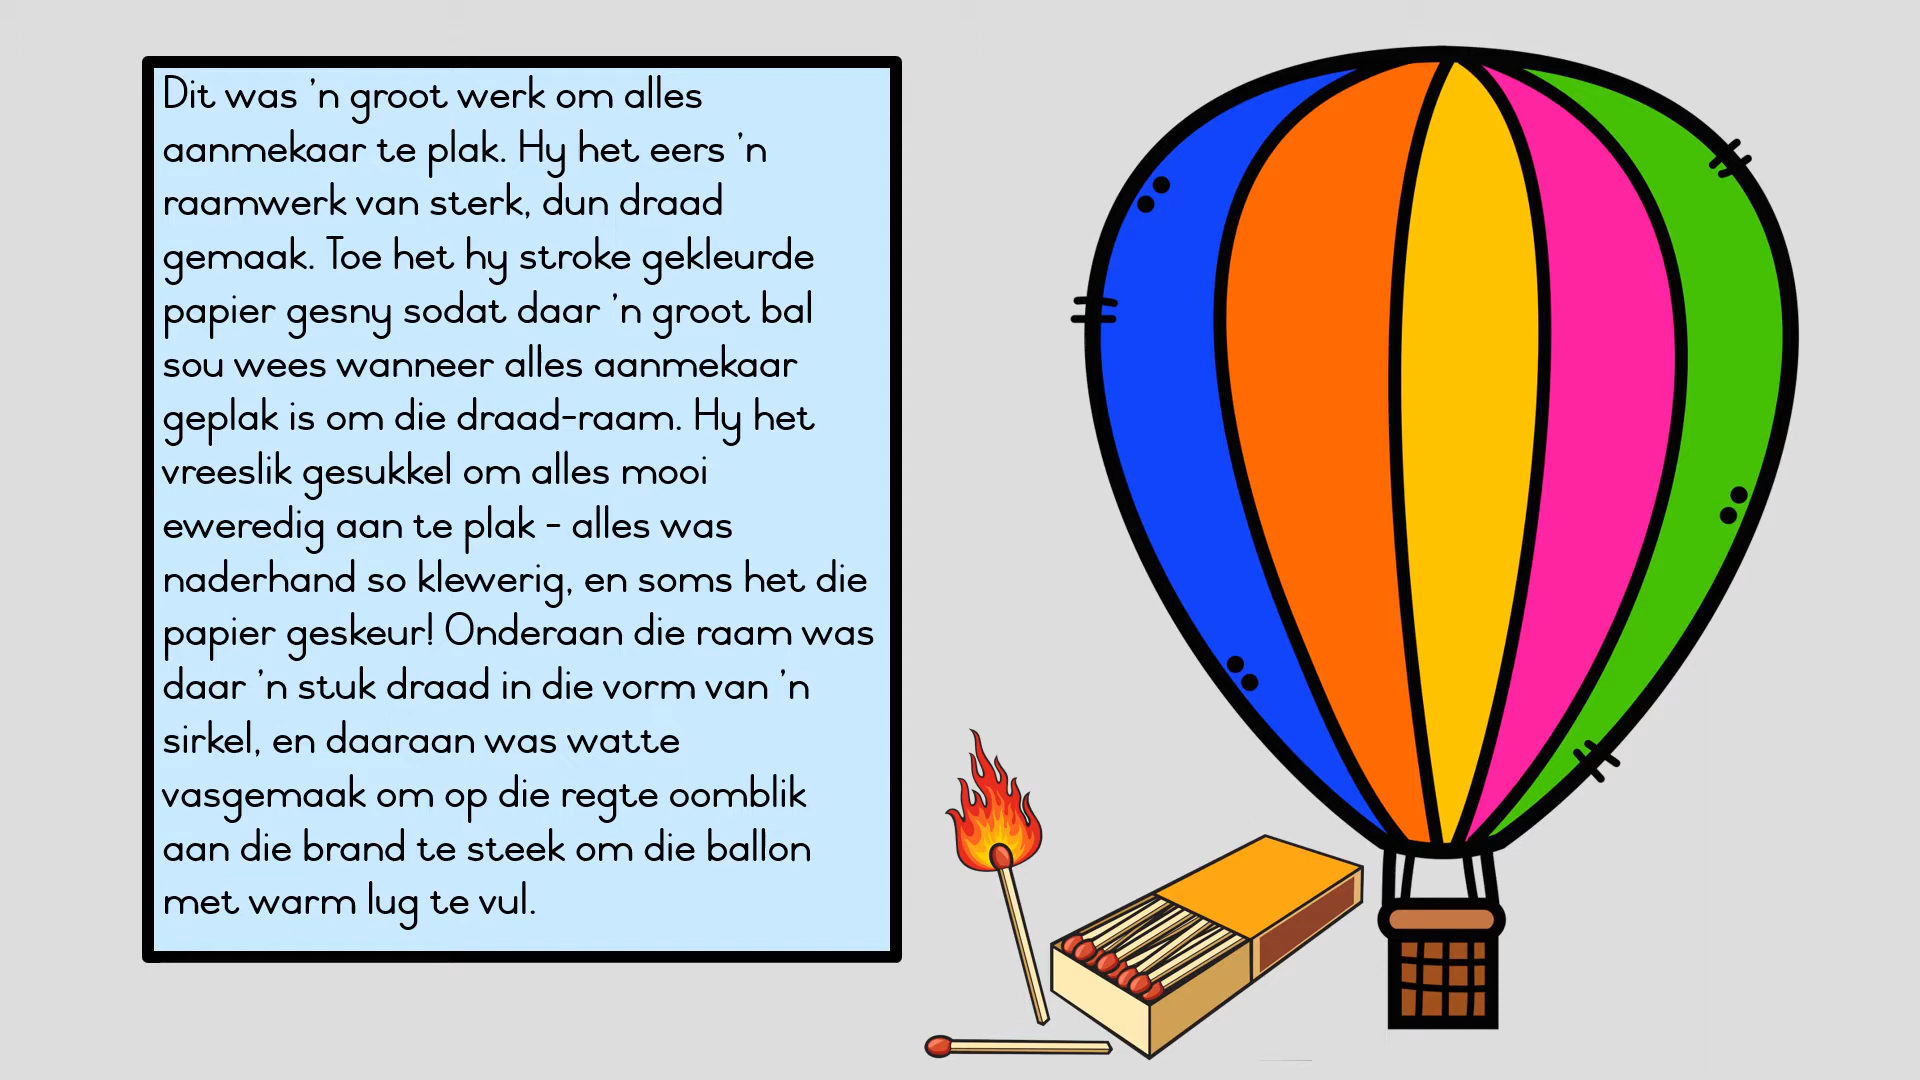 Dit was 'n groot werk om alles
aanmekaar te plak. Hy het eers 'n
raamwerk van sterk, dun draad
gemaak. Toe het hy stroke gekleurde
papier gesny sodat daar 'n groot bal
sou wees wanneer alles aanmekaar
geplak is om die draad-raam. Hy het
vreeslik gesukkel om alles mooi
eweredig aan te plak - alles was
naderhand so klewerig, en soms het die
papier geskeur! Onderaan die raam was
daar 'n stuk draad in die vorm van 'n
sirkel, en daaraan was watte
vasgemaak om op die regte oomblik
aan die brand te steek om die ballon
met warm lug te vul.